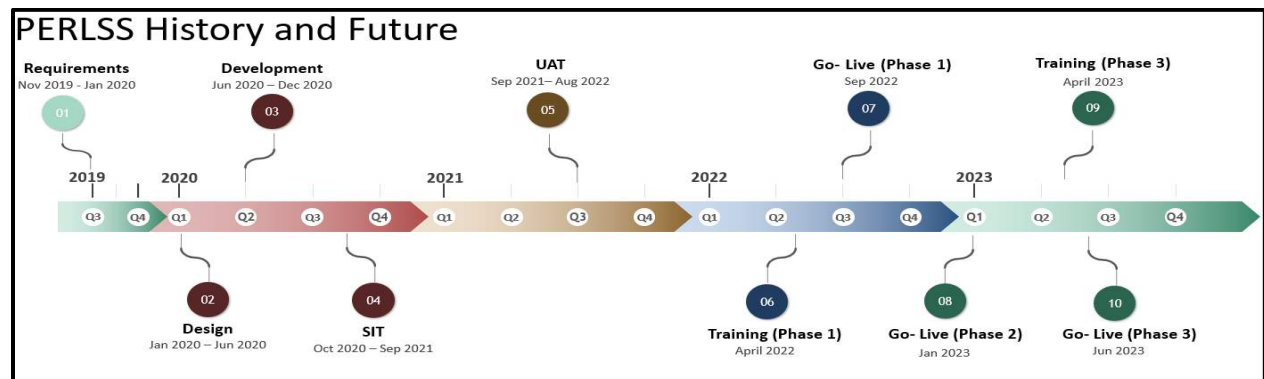 PERLSS History and Future
Requirements
Nov 2019 - Jan 2020
01
Development
Jun 2020 – Dec 2020
03
UAT
Sep 2021– Aug 2022
05
Go- Live (Phase 1)
Sep 2022
07
Training (Phase 3)
April 2023
09
2019 2020 2021 2022 2023
Q3 Q4 Q1 Q2 Q3 Q4 Q1 Q2 Q3 Q4 Q1 Q2 Q3 Q4 Q1 Q2 Q3 Q4
02
Design
Jan 2020 – Jun 2020
04
SIT
Oct 2020 – Sep 2021
06
Training (Phase 1)
April 2022
08
Go- Live (Phase 2)
Jan 2023
10
Go- Live (Phase 3)
Jun 2023